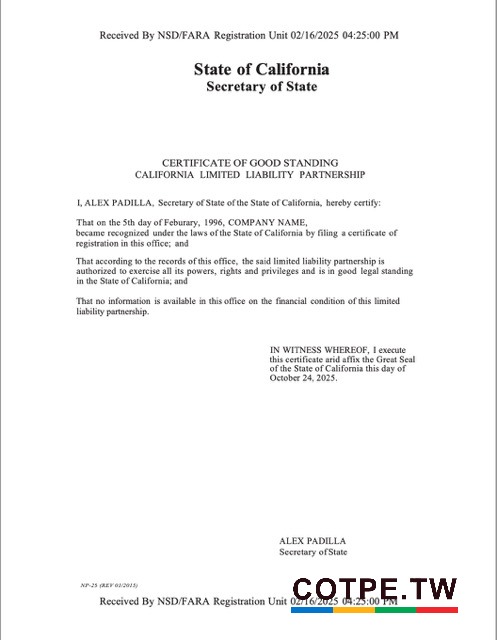 Received By NSD/FARA Registration Unit 02/16/2025 04:25:00 PM
State of California
Secretary of State
CERTIFICATE OF GOOD STANDING
CALIFORNIA LIMITED LIABILITY PARTNERSHIP
I, ALEX PADILLA, Secretary of State of the State of California, hereby certify:
That on the 5th day of Feburary, 1996, COMPANY NAME,
became recognized under the laws of the State of California by filing a certificate of
registration in this office; and
That according to the records of this office, the said limited liability partnership is
authorized to exercise all its powers, rights and privileges and is in good legal standing
in the State of California; and
That no information is available in this office on the financial condition of this limited
liability partnership.
IN WITNESS WHEREOF, I execute
this certificate arid affix the Great Seal
of the State of California this day of
October 24, 2025.
ALEX PADILLA
Secretary of State
NP-25 (REV 01/2015)
COTPE.TW
Received By NSD/FARA Registration Unit 02/16/2025 04:25:00 PM